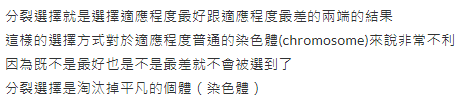 分裂選擇就是選擇適應程度最好跟適應程度最差的兩端的結果
這樣的選擇方式對於適應程度普通的染色體(chromosome)來說非常不利
因為既不是最好也是不是最差就不會被選到了
分裂選擇是淘汰掉平凡的個體（染色體）